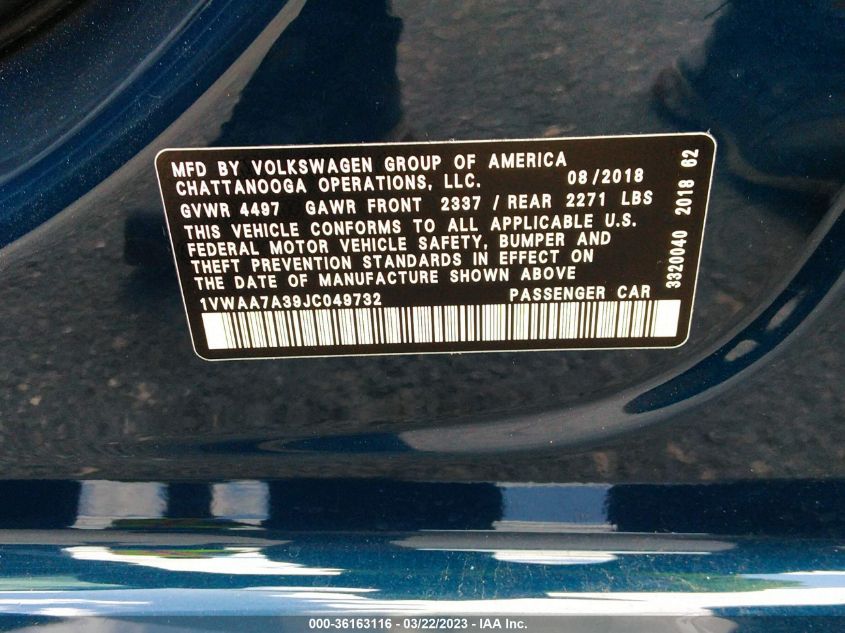 MFD BY VOLKSWAGEN GROUP OF AMERICA
CHATTANOOGA OPERATIONS, LLC. 08/2018
GVWR 4497 GAWR FRONT 2337 / REAR 2271 LBS
THIS VEHICLE CONFORMS TO ALL APPLICABLE U.S.
FEDERAL MOTOR VEHICLE SAFETY, BUMPER AND
THEFT PREVENTION STANDARDS IN EFFECT ON
THE DATE OF MANUFACTURE SHOWN ABOVE
1VWAA7A39JC049732 PASSENGER CAR
3320040 2018 62
000-36163116 - 03/22/2023 - IAA Inc.